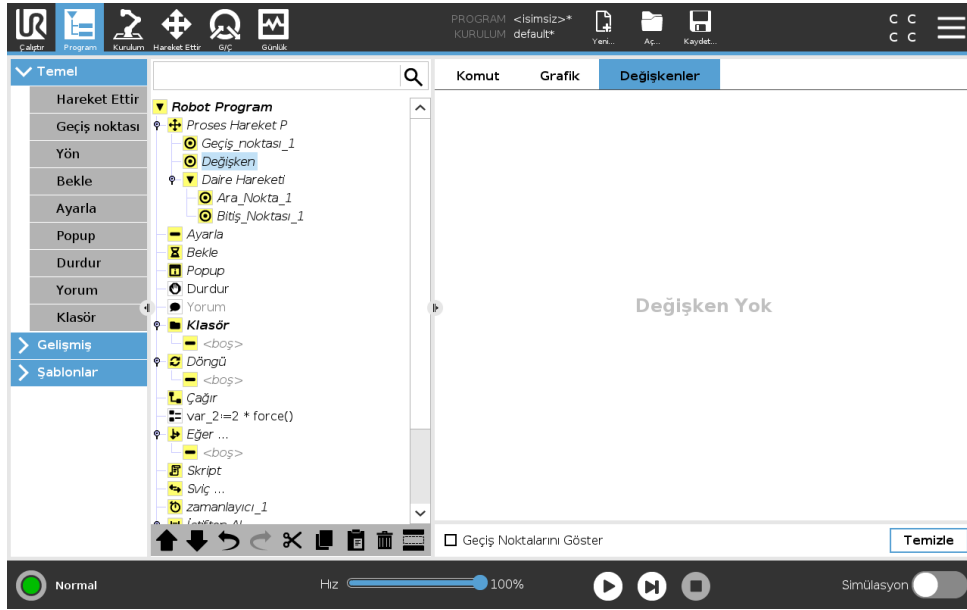 PROGRAM <isimsiz>*
KURULUM default*
Çalıştır
Program
Kurulum
Hareket Ettir
G/Ç
Günlük
Yeni...
Aç...
Kaydet...
C C
C C
Temel
Hareket Ettir
Geçiş noktası
Yön
Bekle
Ayarla
Popup
Durdur
Yorum
Klasör
Gelişmiş
Şablonlar
Robot Program
Proses Hareket P
Geçiş_noktası_1
Değişken
Daire Hareketi
Ara_Nokta_1
Bitiş_Noktası_1
Ayarla
Bekle
Popup
Durdur
Yorum
Klasör
<boş>
Döngü
<boş>
Çağır
var_2:=2 * force()
Eğer ...
<boş>
Skript
Sviç ...
zamanlayıcı_1
İstiften Al
Komut
Grafik
Değişkenler
Değişken Yok
Geçiş Noktalarını Göster
Temizle
Normal
Hız
100%
Simülasyon